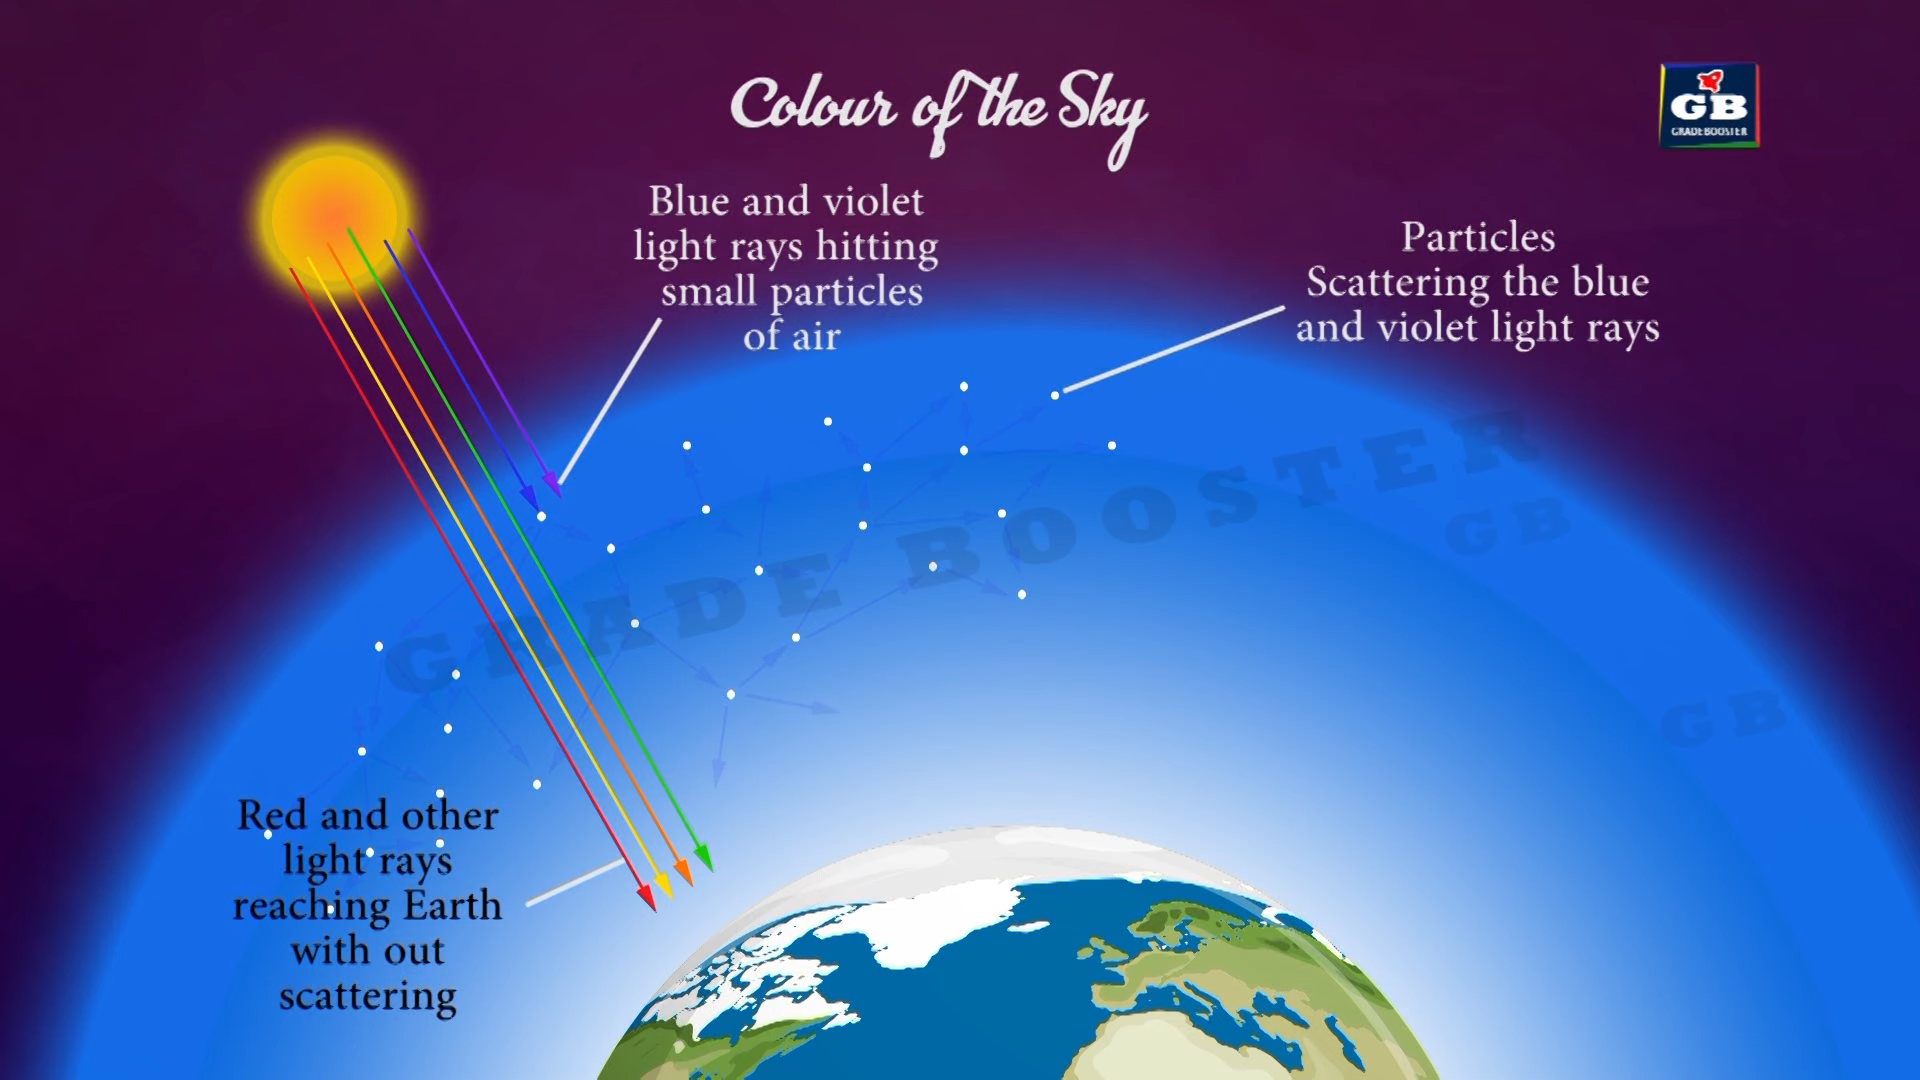 Colour of the Sky
GB
GRADE BOOSTER
Blue and violet
light rays hitting
small particles
of air
Particles
Scattering the blue
and violet light rays
GRADE BOOSTER
GB
GB
Red and other
light rays
reaching Earth
with out
scattering